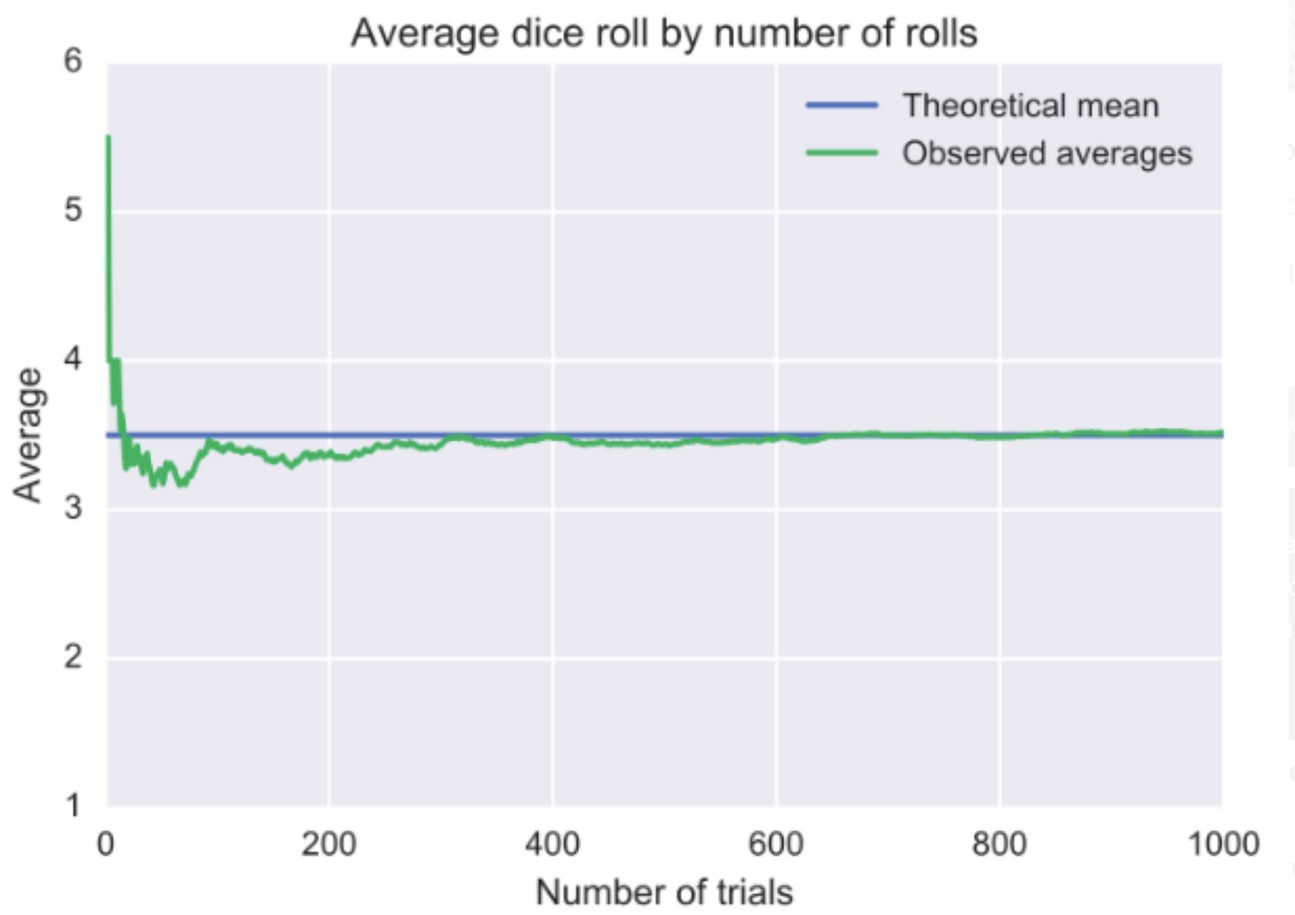 Average dice roll by number of rolls
6
Theoretical mean
Observed averages
5
4
Average
3
2
1
0 200 400 600 800 1000
Number of trials